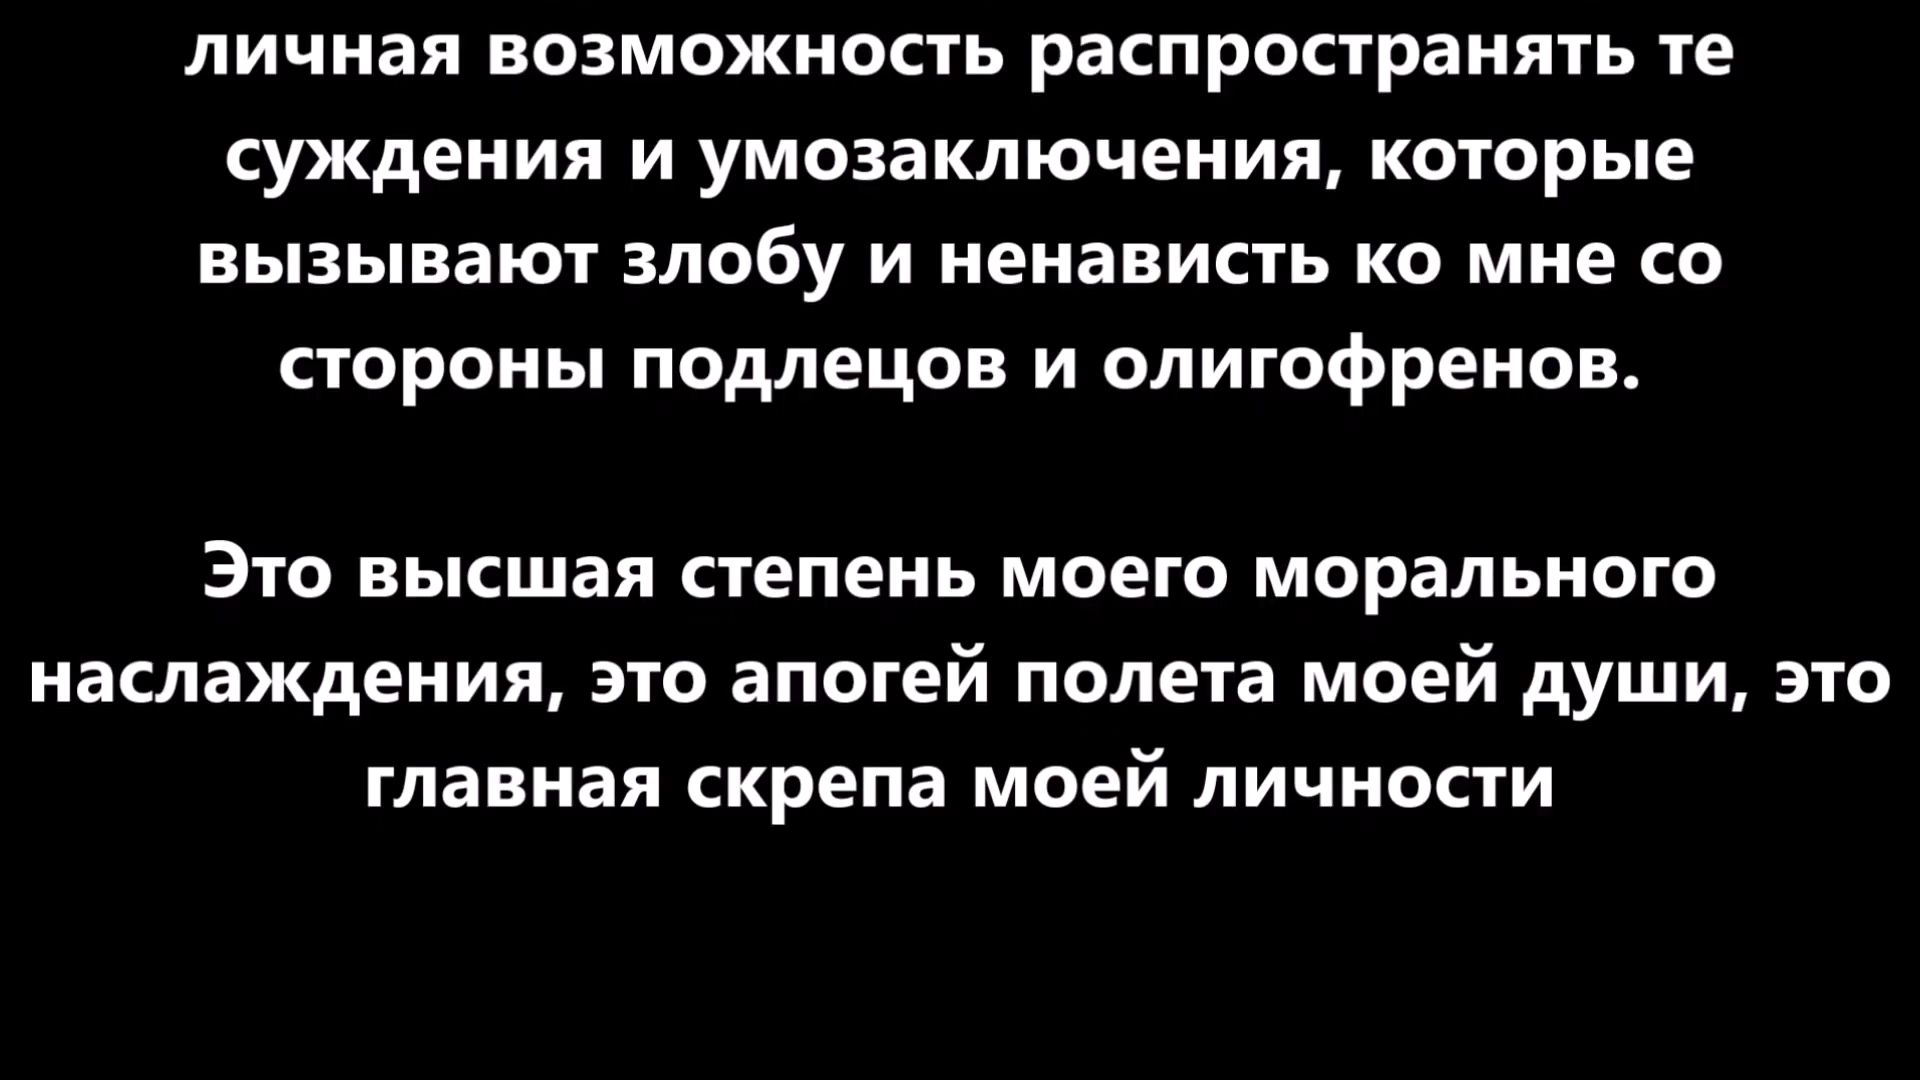 личная возможность распространять те
суждения и умозаключения, которые
вызывают злобу и ненависть ко мне со
стороны подлецов и олигофренов.
Это высшая степень моего морального
наслаждения, это апогей полета моей души, это
главная скрепа моей личности